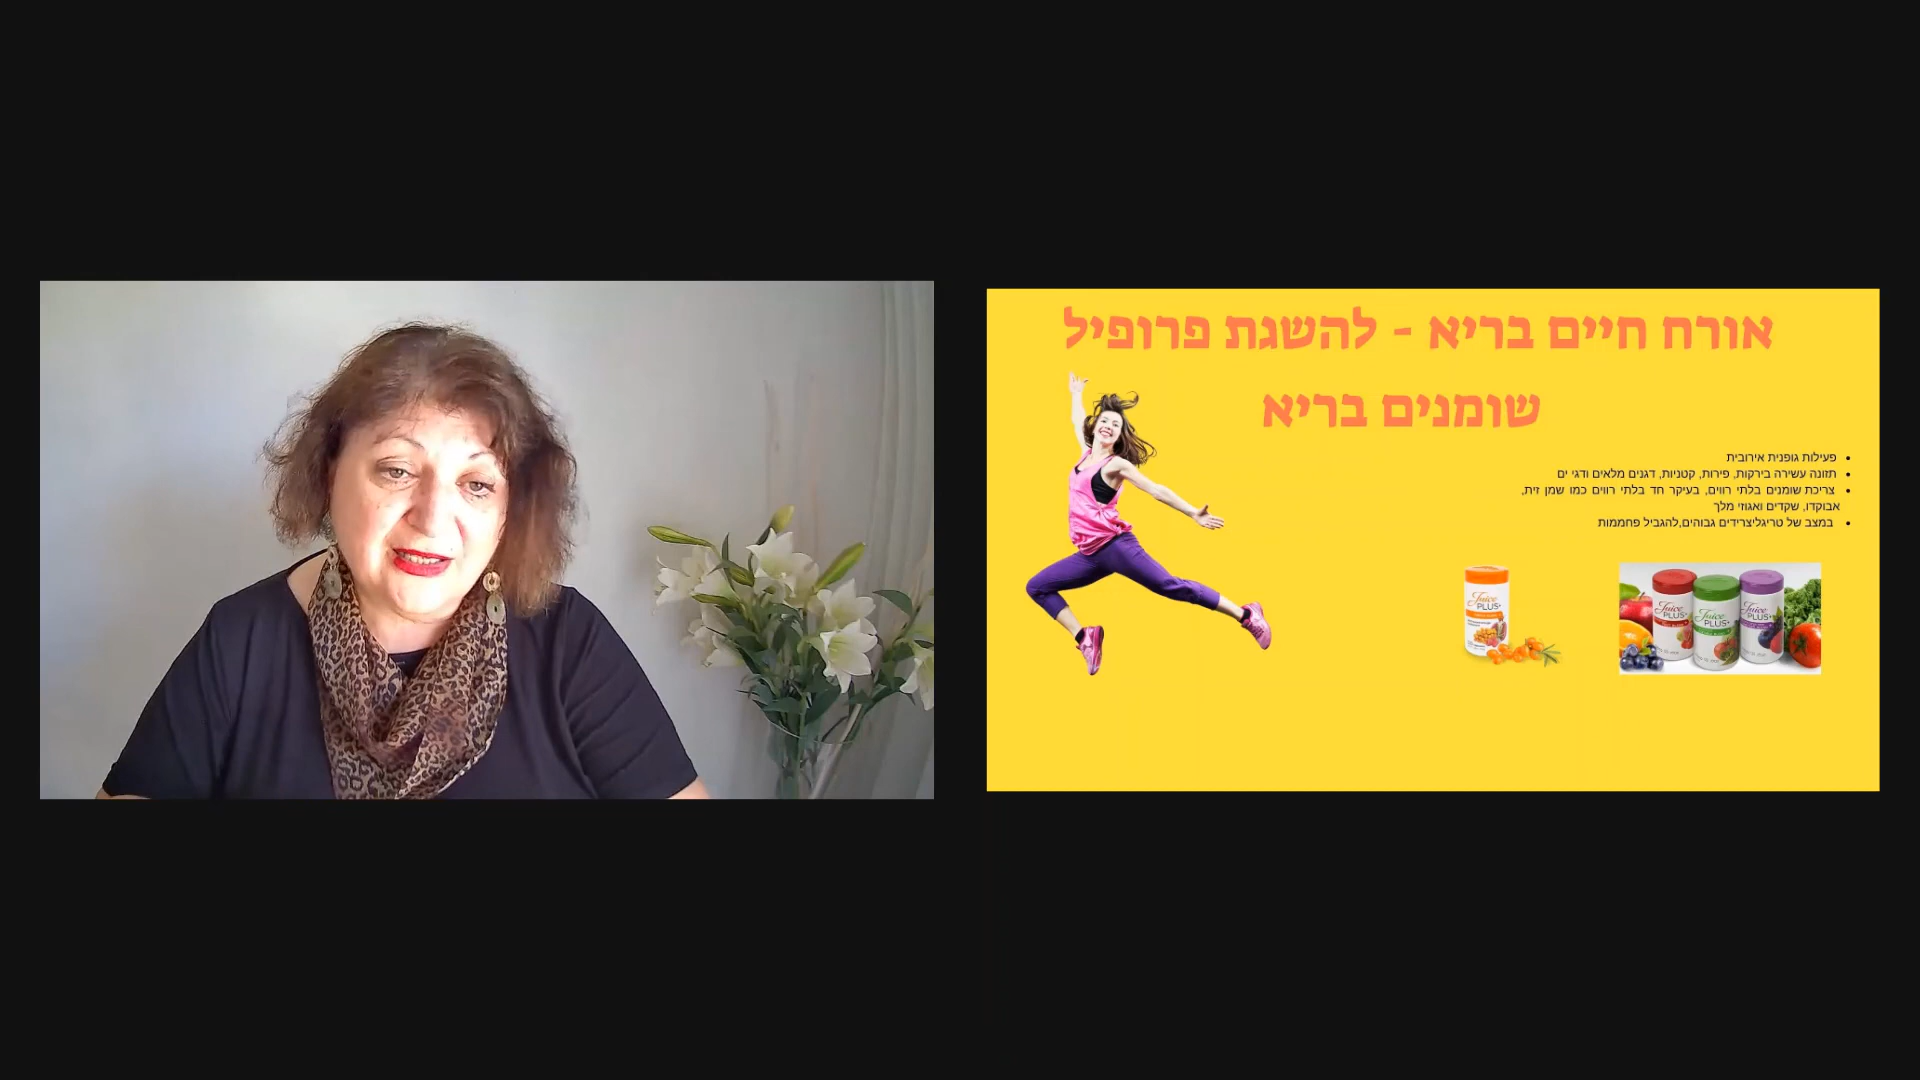 אורח חיים בריא - להשגת פרופיל
שומנים בריא
• פעילות גופנית אירובית
• תזונה עשירה בירקות, פירות, קטניות, דגנים מלאים ודגי ים
• צריכת שומנים בלתי רווים, בעיקר חד בלתי רווים כמו שמן זית,
אבוקדו, שקדים ואגוזי מלך
• במצב של טריגליצרידים גבוהים,להגביל פחממות
Juice
PLUS+
Juice
PLUS+
Juice
PLUS+
Juice
PLUS+